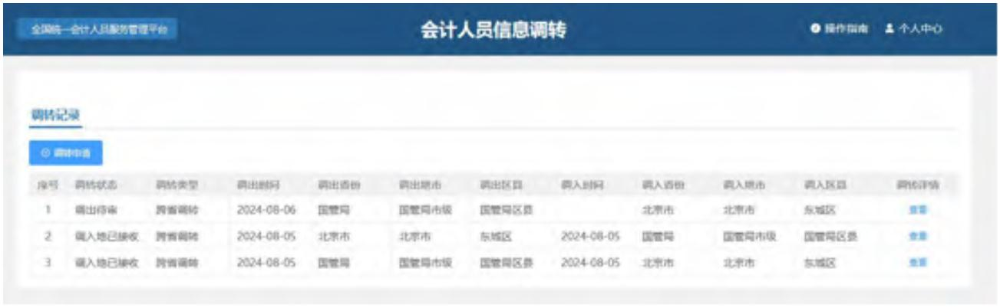 全国统一会计人员服务管理平台 会计人员信息调转 操作指南 个人中心
调转记录
调转申请
序号 调转状态 调转类型 调出时间 调出省份 调出地市 调出区县 调入时间 调入省份 调入地市 调入区县 调转详情
1 调出待审 跨省调转 2024-08-06 国管局 国管局市级 国管局区县 北京市 北京市 东城区 查看
2 调入地已接收 跨省调转 2024-08-05 北京市 北京市 东城区 2024-08-05 国管局 国管局市级 国管局区县 查看
3 调入地已接收 跨省调转 2024-08-05 国管局 国管局市级 国管局区县 2024-08-05 北京市 北京市 东城区 查看